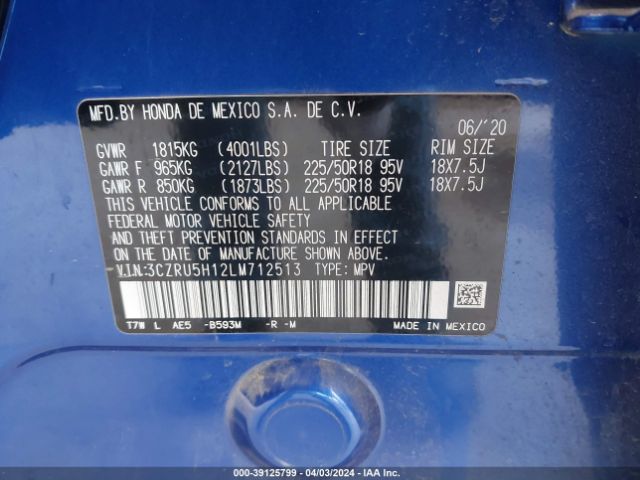 MFD.BY HONDA DE MEXICO S.A. DE C.V.
06/'20
GVWR 1815KG (4001LBS) TIRE SIZE RIM SIZE
GAWR F 965KG (2127LBS) 225/50R18 95V 18X7.5J
GAWR R 850KG (1873LBS) 225/50R18 95V 18X7.5J
THIS VEHICLE CONFORMS TO ALL APPLICABLE
FEDERAL MOTOR VEHICLE SAFETY
AND THEFT PREVENTION STANDARDS IN EFFECT
ON THE DATE OF MANUFACTURE SHOWN ABOVE.
V.I.N:3CZRU5H12LM712513 TYPE: MPV
T7W L AE5 -B593M -R -M
MADE IN MEXICO
000-39125799 - 04/03/2024 - IAAI.com